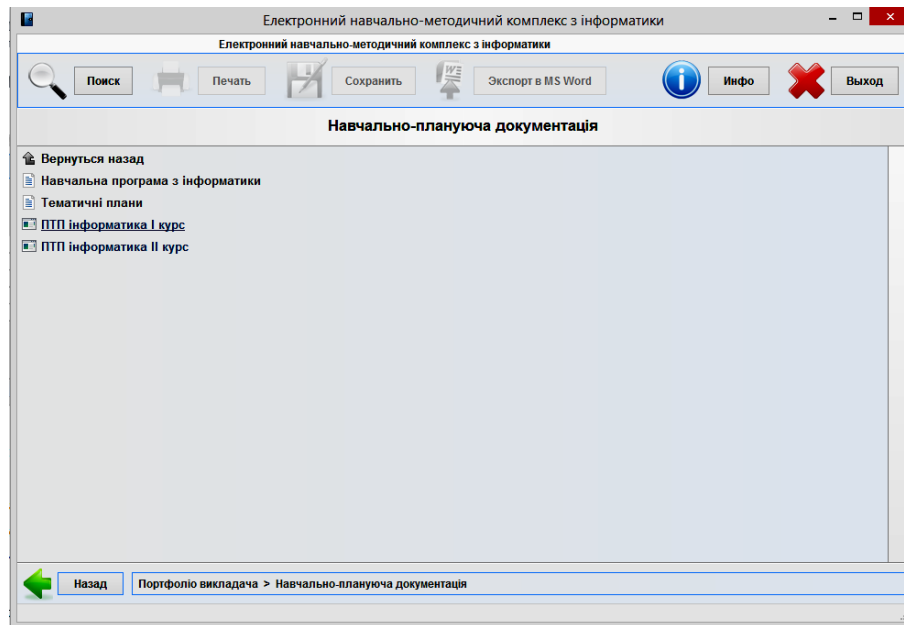 Електронний навчально-методичний комплекс з інформатики
Електронний навчально-методичний комплекс з інформатики
Поиск Печать Сохранить Экспорт в MS Word Инфо Выход
Навчально-плануюча документація
Вернуться назад
Навчальна програма з інформатики
Тематичні плани
ПТП інформатика І курс
ПТП інформатика ІІ курс
Назад Портфоліо викладача > Навчально-плануюча документація